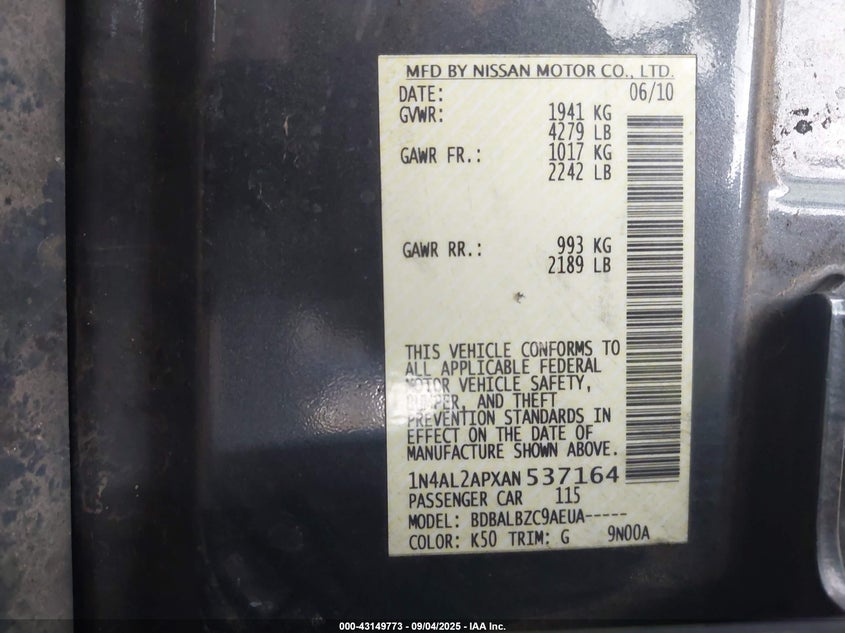 MFD BY NISSAN MOTOR CO., LTD.
DATE: 06/10
GVWR: 1941 KG
4279 LB
GAWR FR.: 1017 KG
2242 LB
GAWR RR.: 993 KG
2189 LB
THIS VEHICLE CONFORMS TO
ALL APPLICABLE FEDERAL
MOTOR VEHICLE SAFETY,
BUMPER, AND THEFT
PREVENTION STANDARDS IN
EFFECT ON THE DATE OF
MANUFACTURE SHOWN ABOVE.
1N4AL2APXAN537164
PASSENGER CAR 115
MODEL: BDBALBZC9AEUA-----
COLOR: K50 TRIM: G 9N00A
000-43149773 - 09/04/2025 - IAA Inc.